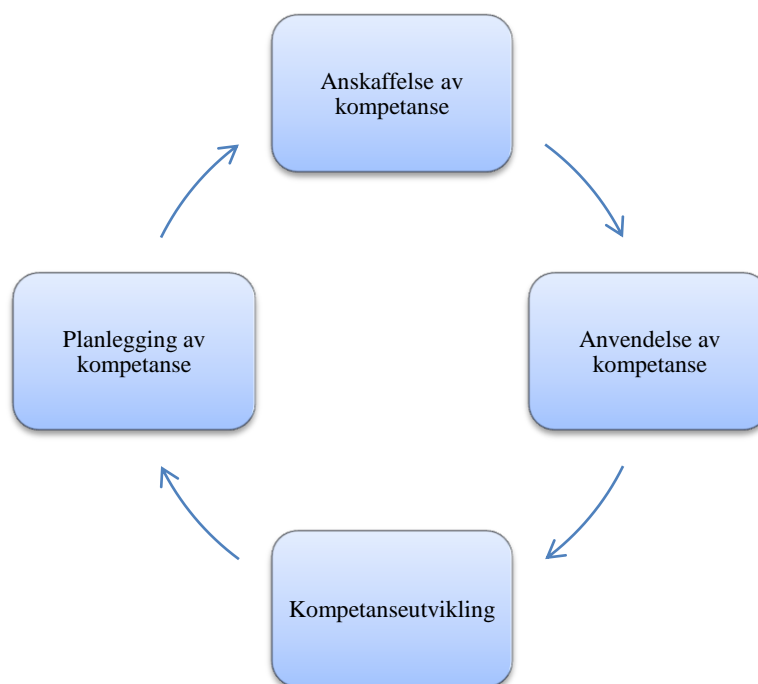 Anskaffelse av
kompetanse
Planlegging av
kompetanse
Anvendelse av
kompetanse
Kompetanseutvikling